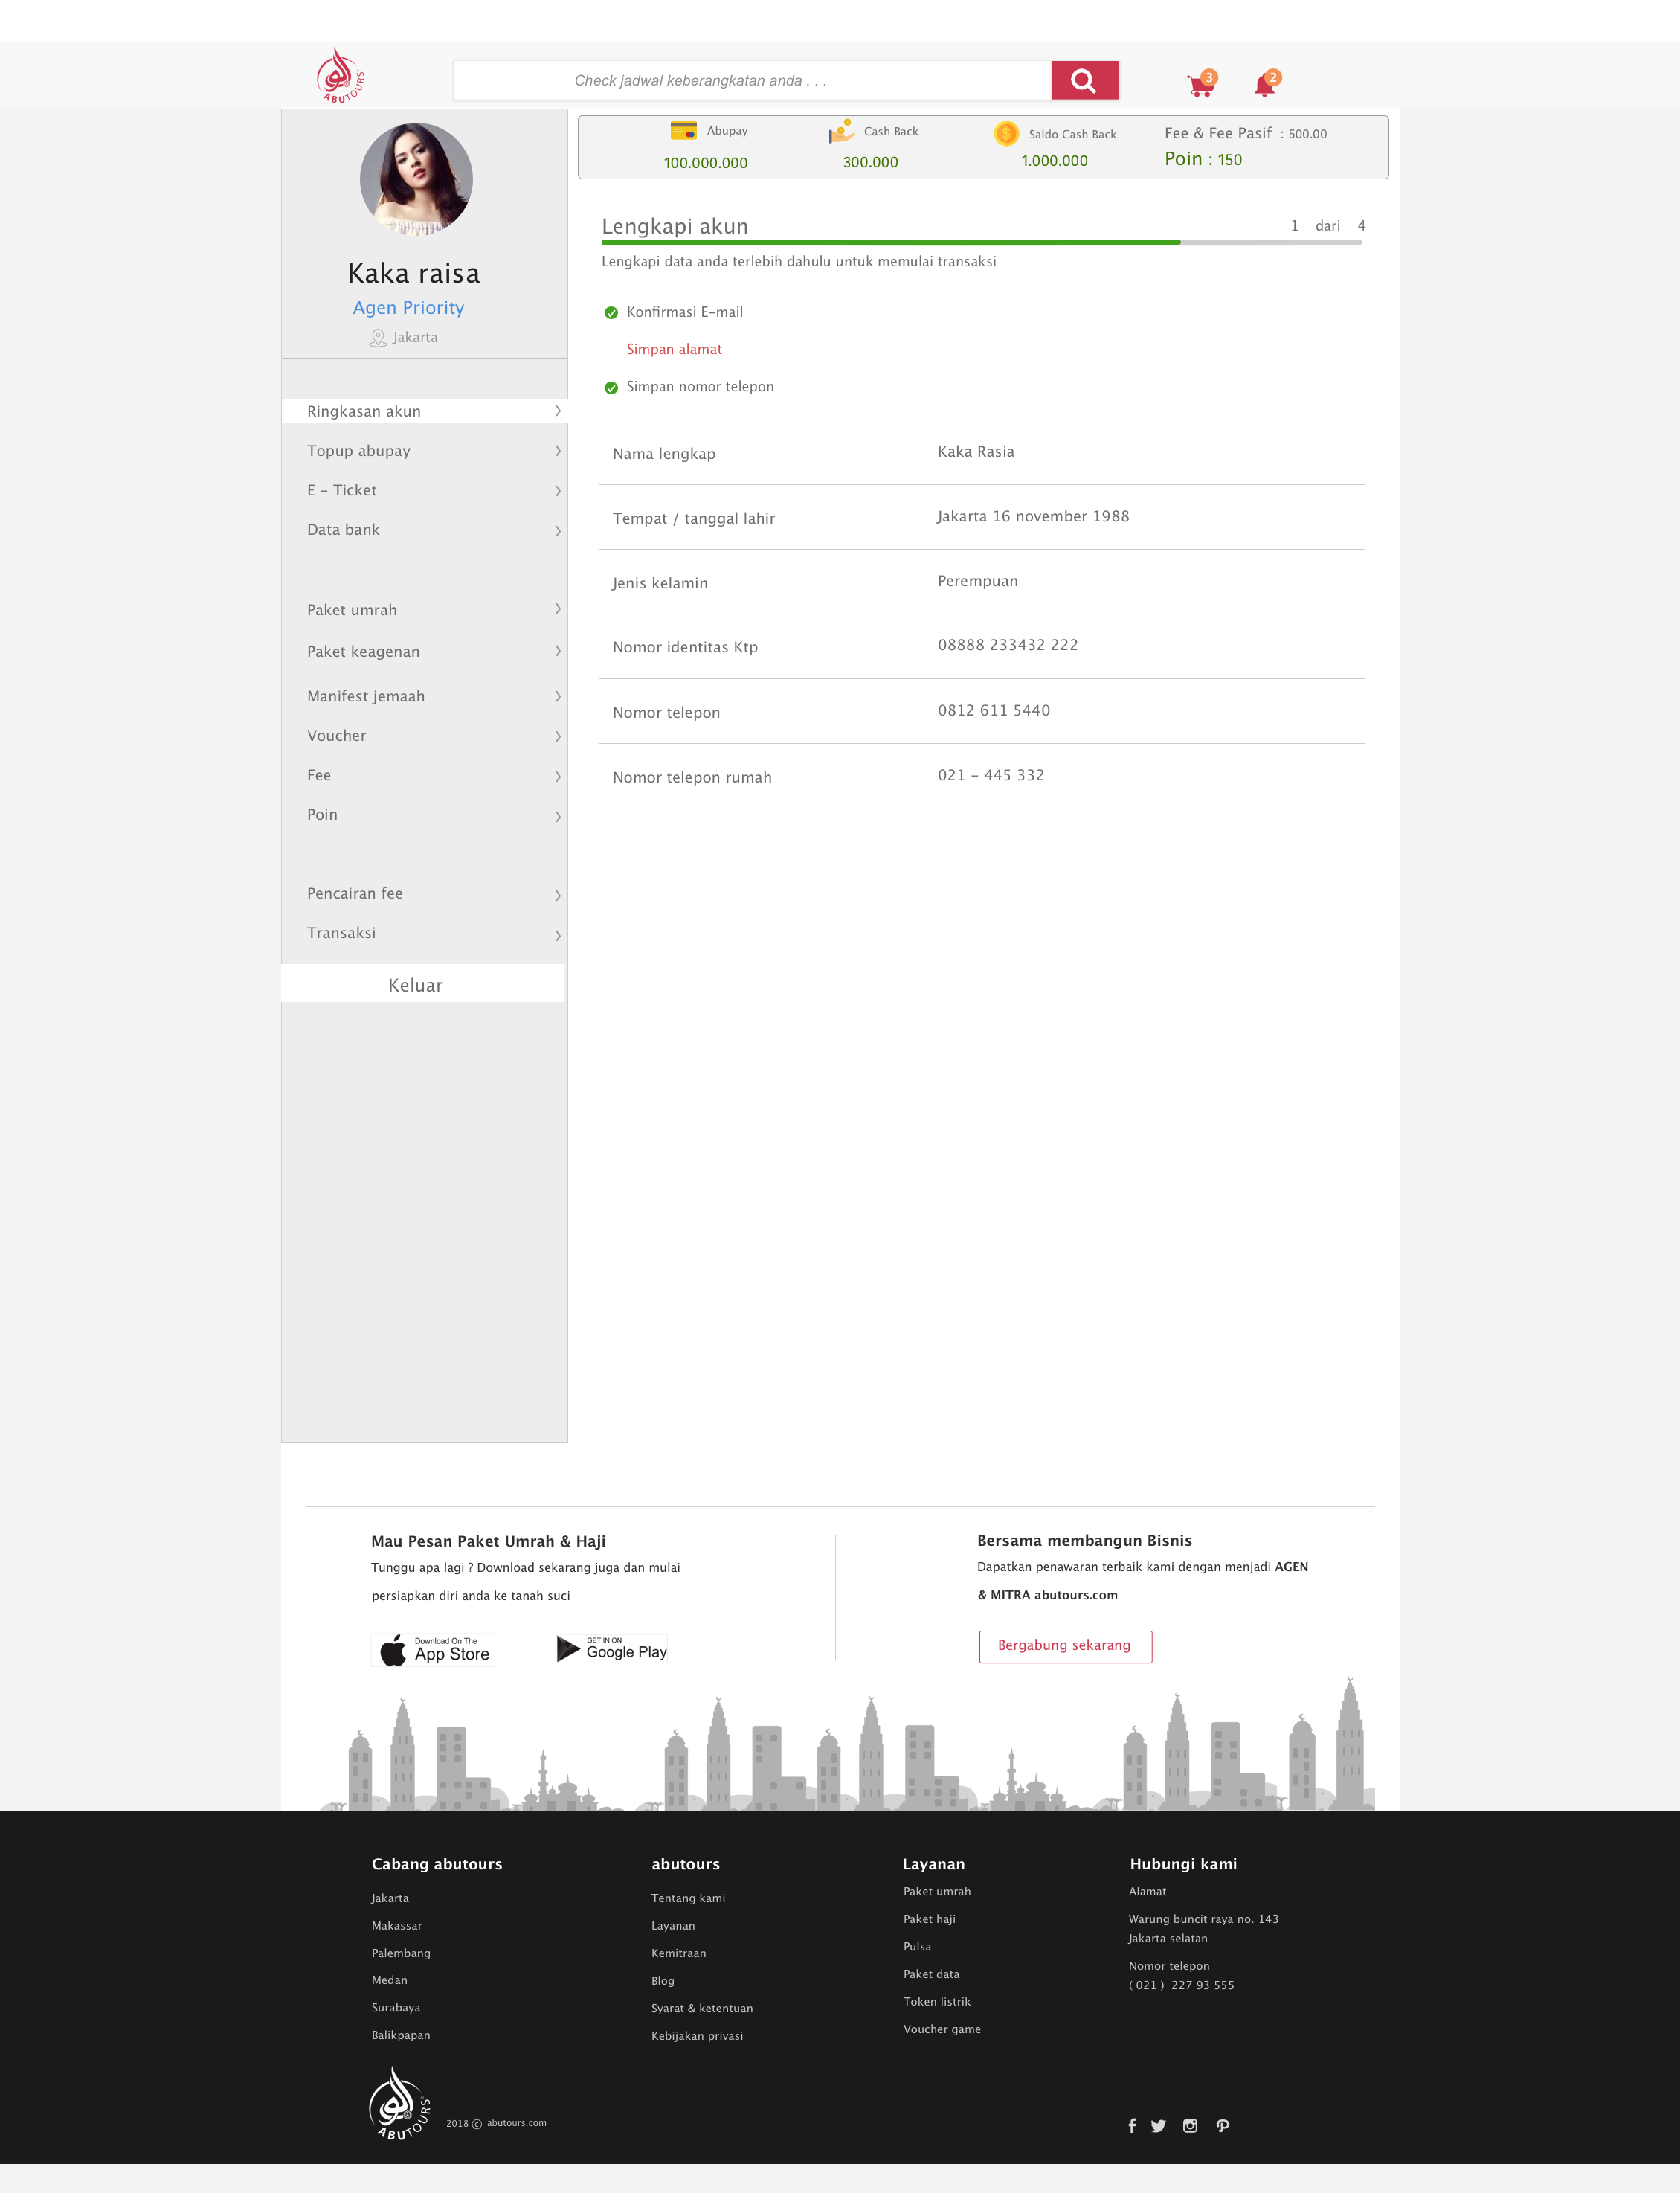 ABUTOURS
Check jadwal keberangkatan anda . . .
3
2
Abupay
100.000.000
Cash Back
300.000
Saldo Cash Back
1.000.000
Fee & Fee Pasif : 500.00
Poin : 150
Kaka raisa
Agen Priority
Jakarta
Ringkasan akun
Topup abupay
E - Ticket
Data bank
Paket umrah
Paket keagenan
Manifest jemaah
Voucher
Fee
Poin
Pencairan fee
Transaksi
Keluar
Lengkapi akun
1 dari 4
Lengkapi data anda terlebih dahulu untuk memulai transaksi
Konfirmasi E-mail
Simpan alamat
Simpan nomor telepon
Nama lengkap Kaka Rasia
Tempat / tanggal lahir Jakarta 16 november 1988
Jenis kelamin Perempuan
Nomor identitas Ktp 08888 233432 222
Nomor telepon 0812 611 5440
Nomor telepon rumah 021 - 445 332
Mau Pesan Paket Umrah & Haji
Tunggu apa lagi ? Download sekarang juga dan mulai
persiapkan diri anda ke tanah suci
Download On The
App Store
GET IN ON
Google Play
Bersama membangun Bisnis
Dapatkan penawaran terbaik kami dengan menjadi AGEN
& MITRA abutours.com
Bergabung sekarang
Cabang abutours
Jakarta
Makassar
Palembang
Medan
Surabaya
Balikpapan
abutours
Tentang kami
Layanan
Kemitraan
Blog
Syarat & ketentuan
Kebijakan privasi
Layanan
Paket umrah
Paket haji
Pulsa
Paket data
Token listrik
Voucher game
Hubungi kami
Alamat
Warung buncit raya no. 143
Jakarta selatan
Nomor telepon
( 021 ) 227 93 555
ABUTOURS
2018 © abutours.com